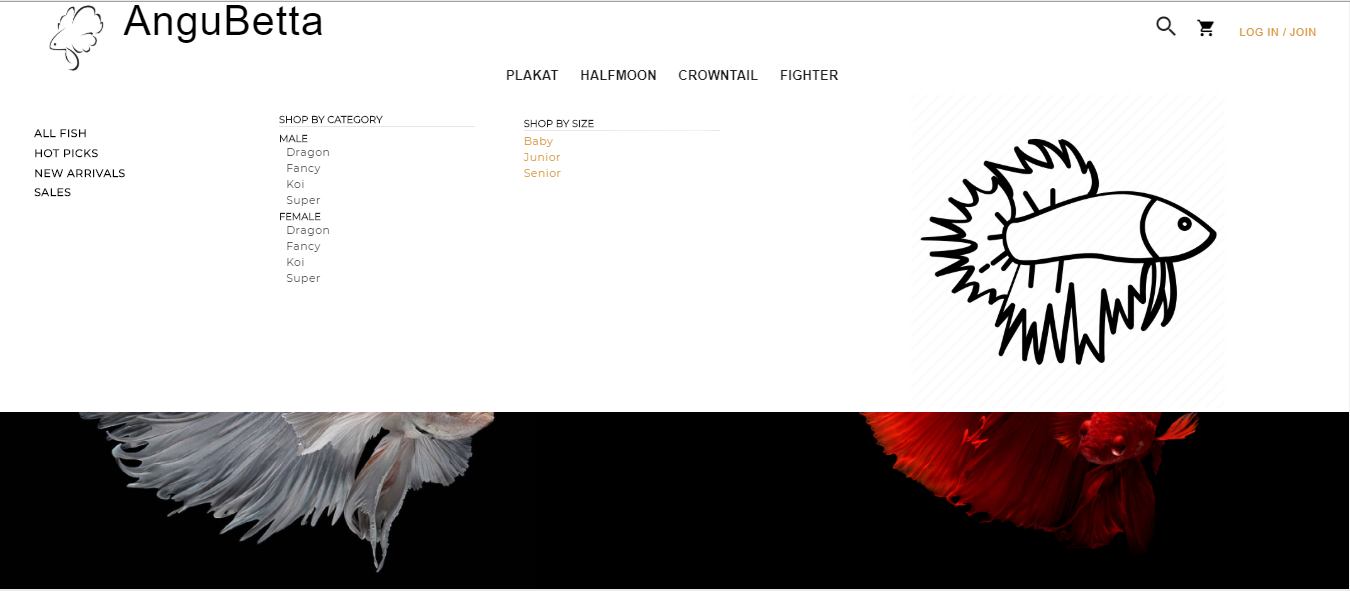 AnguBetta
LOG IN / JOIN
PLAKAT HALFMOON CROWNTAIL FIGHTER
ALL FISH
HOT PICKS
NEW ARRIVALS
SALES
SHOP BY CATEGORY
MALE
Dragon
Fancy
Koi
Super
FEMALE
Dragon
Fancy
Koi
Super
SHOP BY SIZE
Baby
Junior
Senior